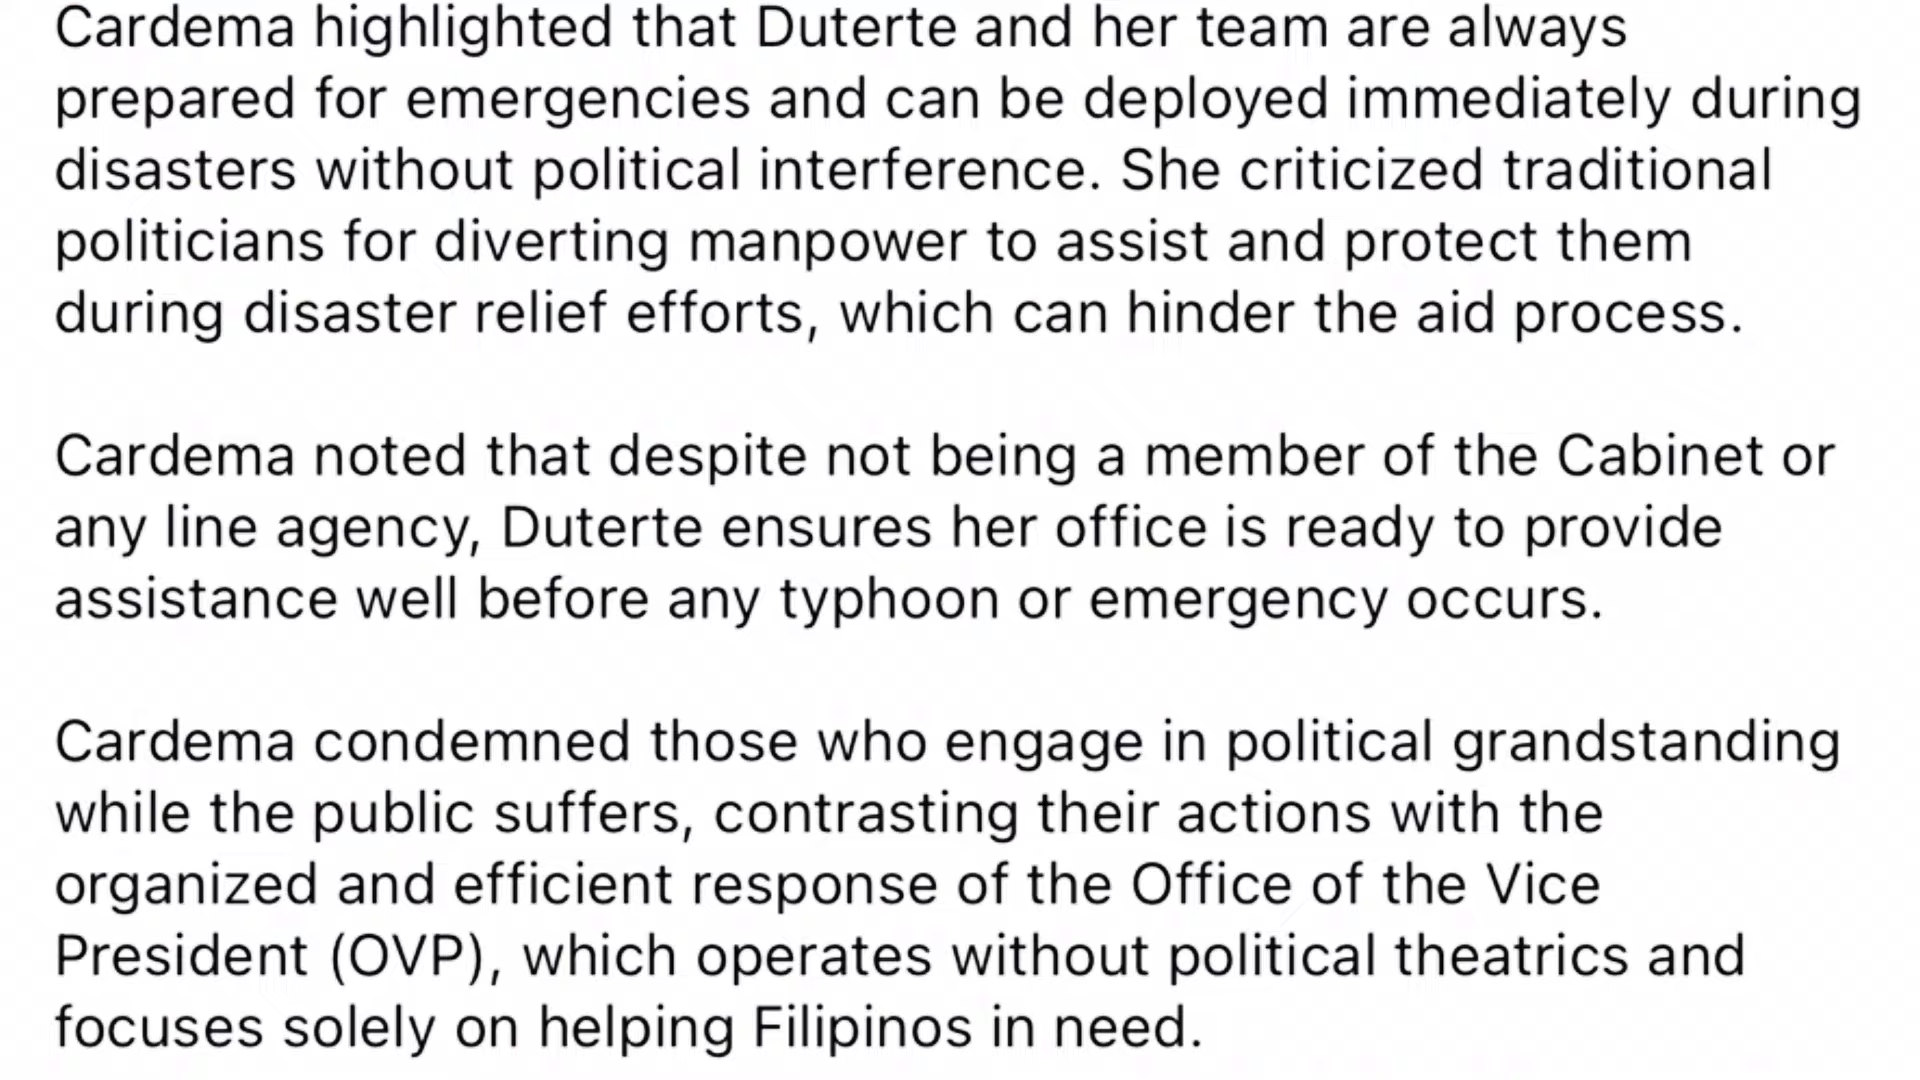 Cardema highlighted that Duterte and her team are always
prepared for emergencies and can be deployed immediately during
disasters without political interference. She criticized traditional
politicians for diverting manpower to assist and protect them
during disaster relief efforts, which can hinder the aid process.
Cardema noted that despite not being a member of the Cabinet or
any line agency, Duterte ensures her office is ready to provide
assistance well before any typhoon or emergency occurs.
Cardema condemned those who engage in political grandstanding
while the public suffers, contrasting their actions with the
organized and efficient response of the Office of the Vice
President (OVP), which operates without political theatrics and
focuses solely on helping Filipinos in need.